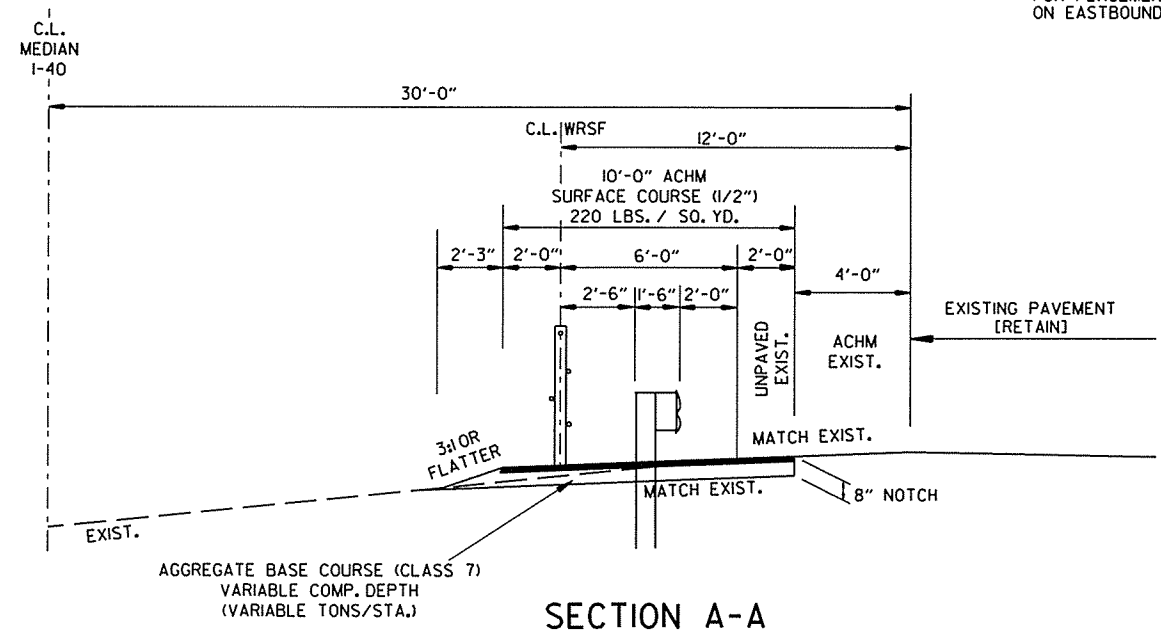 ON EASTBOUND
C.L.
MEDIAN
I-40
30'-0"
C.L. WRSF
12'-0"
10'-0" ACHM
SURFACE COURSE (1/2")
220 LBS. / SQ. YD.
2'-3"
2'-0"
6'-0"
2'-0"
4'-0"
2'-6"
1'-6"
2'-0"
EXISTING PAVEMENT
[RETAIN]
UNPAVED
EXIST.
ACHM
EXIST.
3:1 OR
FLATTER
MATCH EXIST.
MATCH EXIST.
8" NOTCH
EXIST.
AGGREGATE BASE COURSE (CLASS 7)
VARIABLE COMP. DEPTH
(VARIABLE TONS/STA.)
SECTION A-A